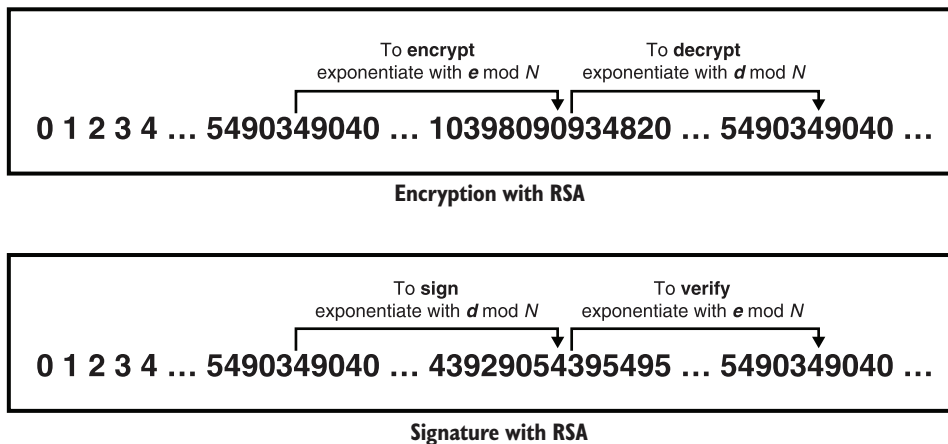 To encrypt
exponentiate with e mod N
To decrypt
exponentiate with d mod N
0 1 2 3 4 ... 5490349040 ... 10398090934820 ... 5490349040 ...
Encryption with RSA
To sign
exponentiate with d mod N
To verify
exponentiate with e mod N
0 1 2 3 4 ... 5490349040 ... 43929054395495 ... 5490349040 ...
Signature with RSA